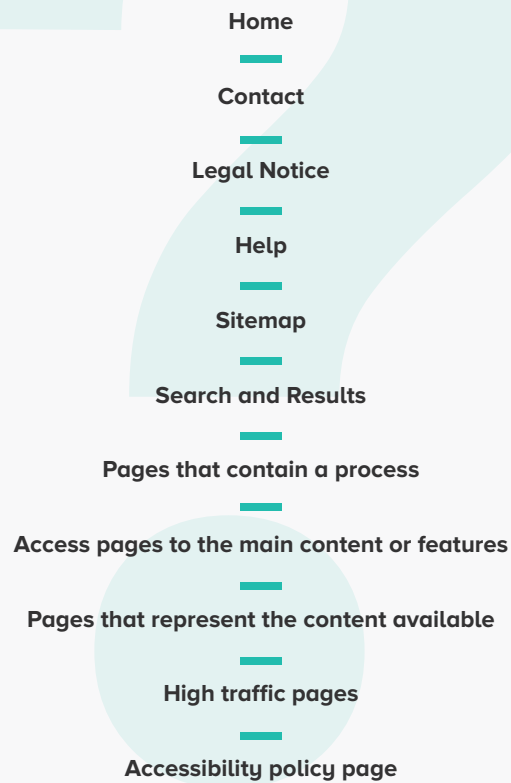 Home
Contact
Legal Notice
Help
Sitemap
Search and Results
Pages that contain a process
Access pages to the main content or features
Pages that represent the content available
High traffic pages
Accessibility policy page